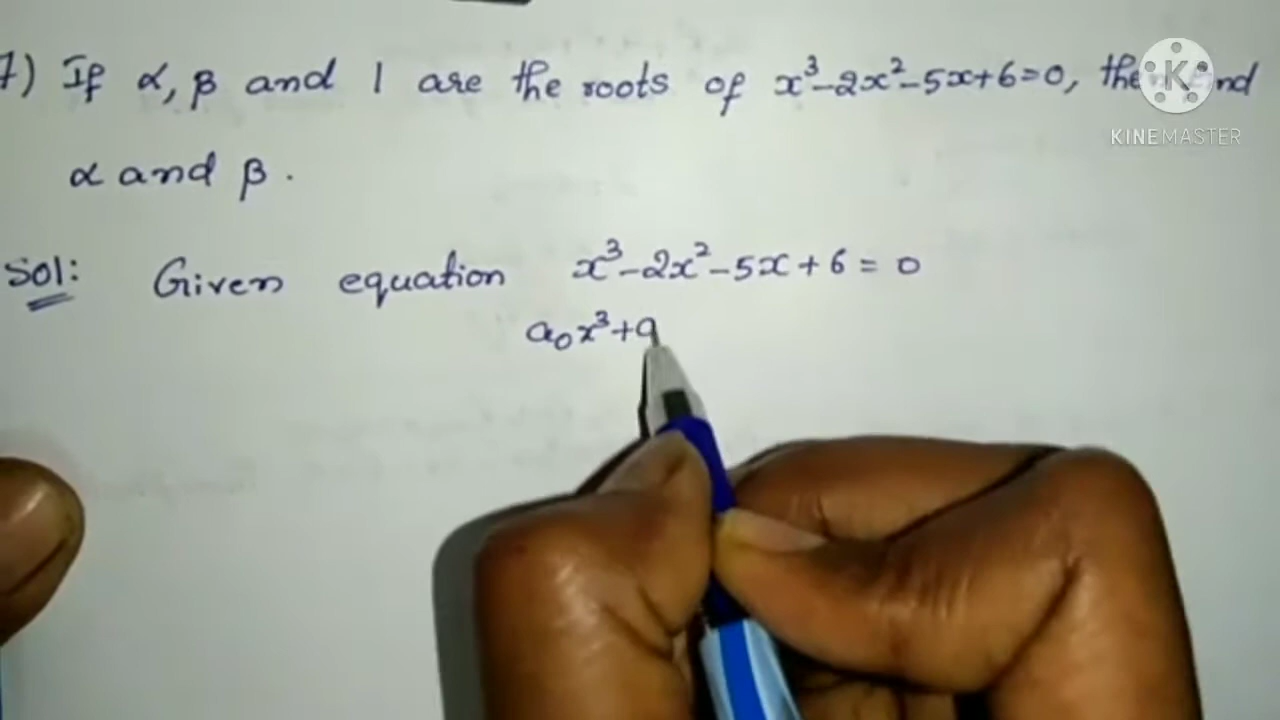 7) If α, β and 1 are the roots of x³-2x²-5x+6=0, then find
α and β.
Sol: Given equation x³-2x²-5x+6 = 0
a₀x³+a
K
KINEMASTER